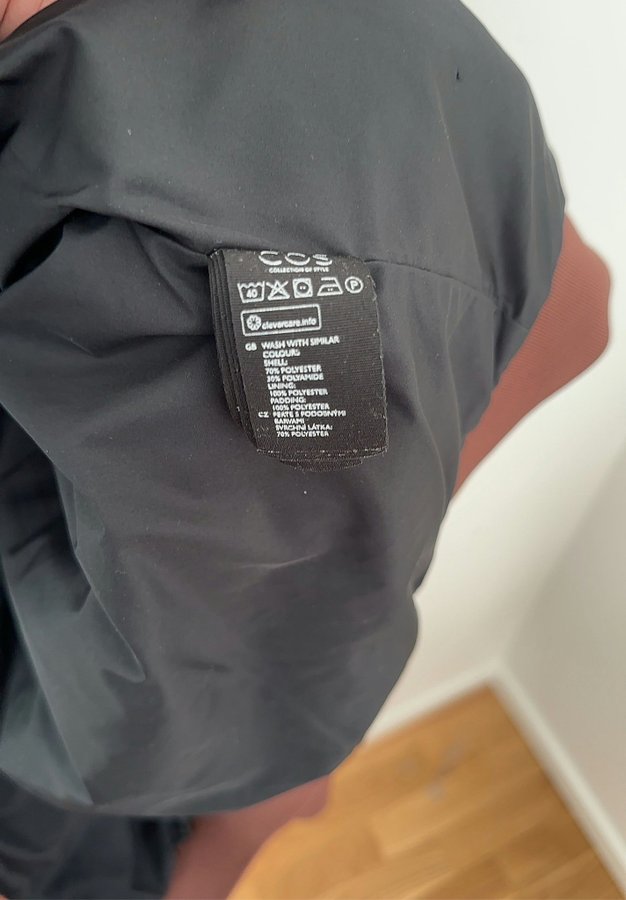 COS
COLLECTION OF STYLE
40 P
clevercare.info
GB WASH WITH SIMILAR
COLOURS
SHELL:
70% POLYESTER
30% POLYAMIDE
LINING:
100% POLYESTER
PADDING:
100% POLYESTER
CZ PERTE S PODOBNÝMI
BARVAMI
SVRCHNÍ LÁTKA:
70% POLYESTER